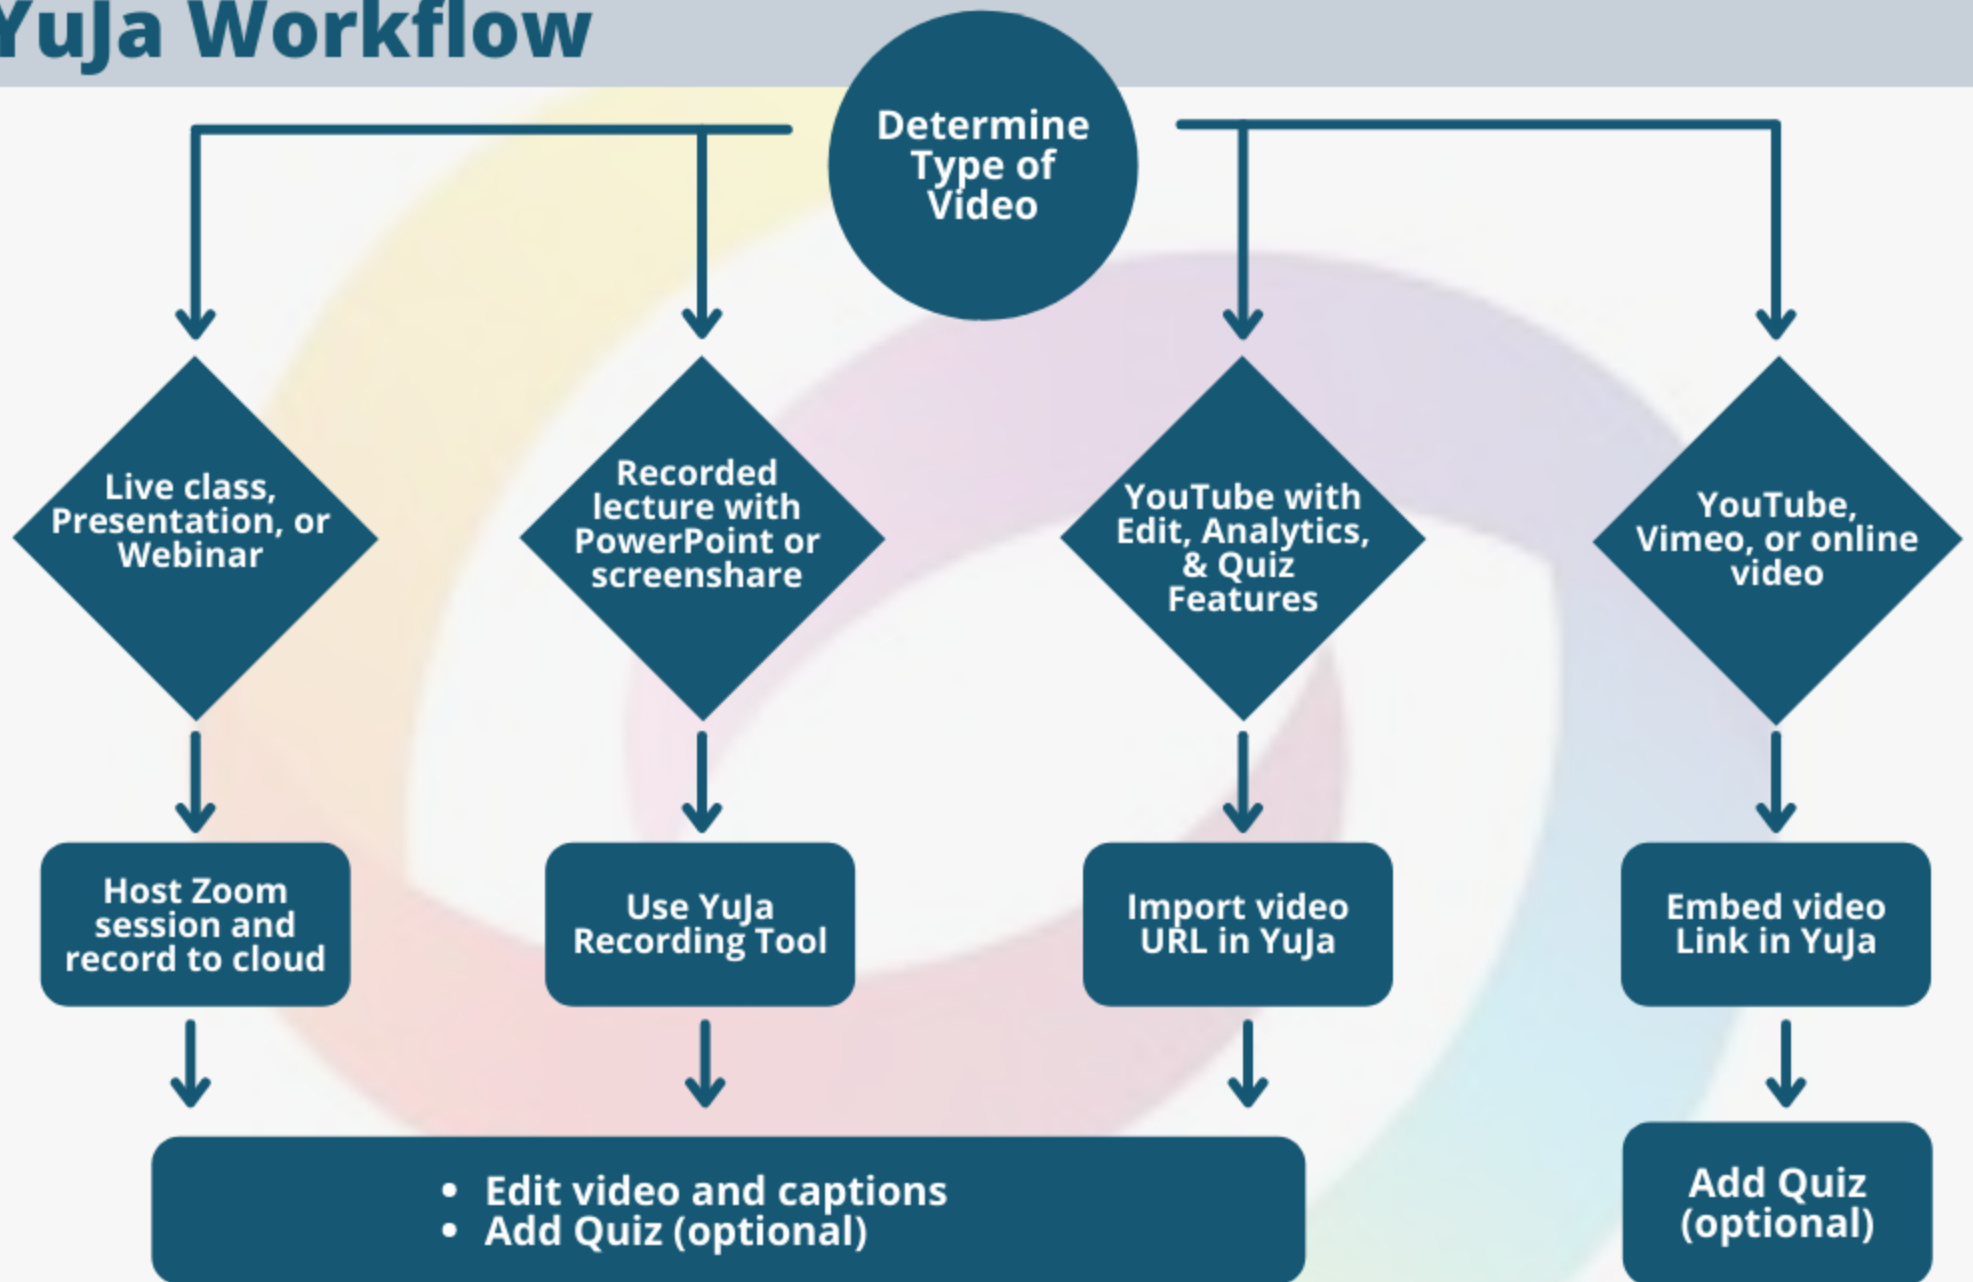 YuJa Workflow
Determine
Type of
Video
Live class,
Presentation, or
Webinar
Recorded
lecture with
PowerPoint or
screenshare
YouTube with
Edit, Analytics,
& Quiz
Features
YouTube,
Vimeo, or online
video
Host Zoom
session and
record to cloud
Use YuJa
Recording Tool
Import video
URL in YuJa
Embed video
Link in YuJa
• Edit video and captions
• Add Quiz (optional)
Add Quiz
(optional)